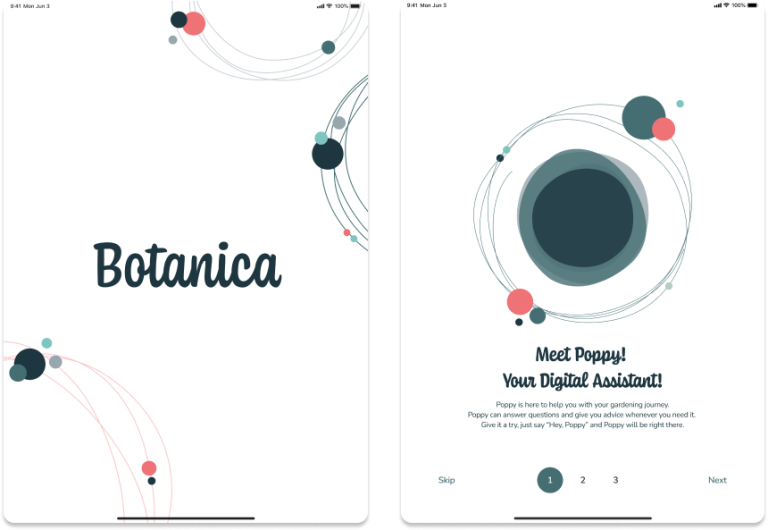 9:41 Mon Jun 3
100%
Botanica
9:41 Mon Jun 3
100%
Meet Poppy!
Your Digital Assistant!
Poppy is here to help you with your gardening journey.
Poppy can answer questions and give you advice whenever you need it.
Give it a try, just say “Hey, Poppy” and Poppy will be right there.
Skip
1
2
3
Next